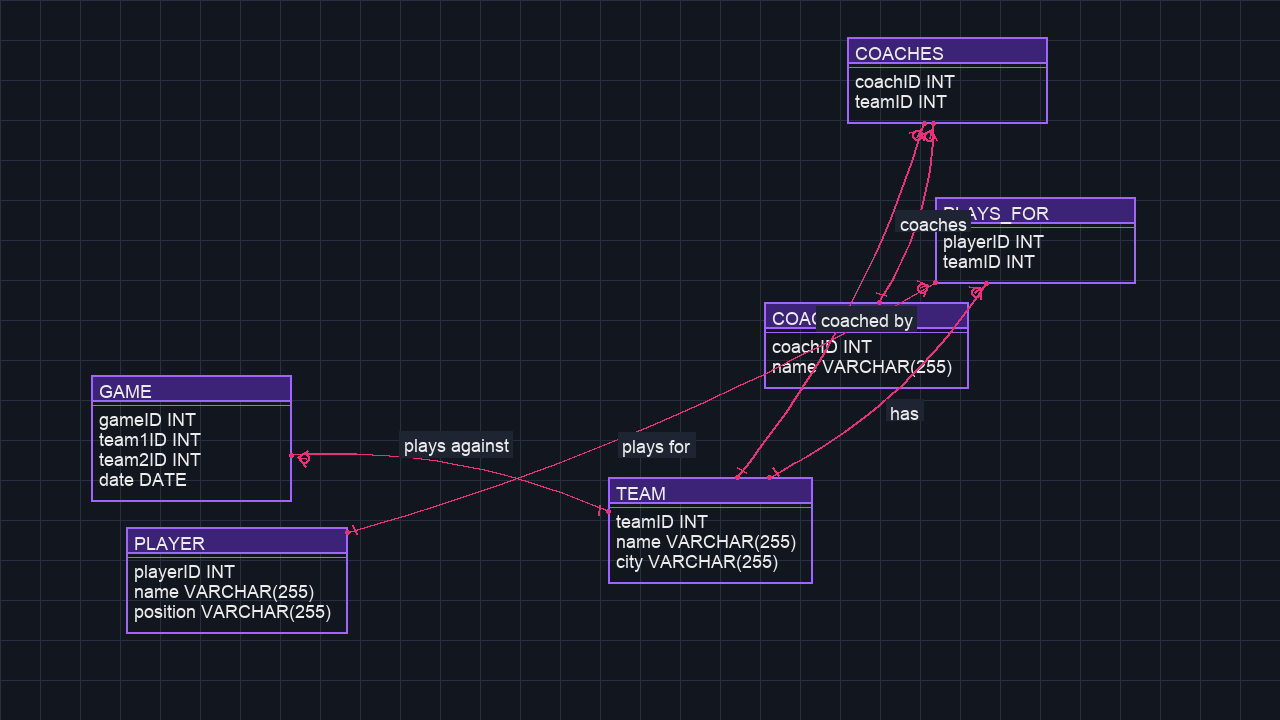 COACHES
coachID INT
teamID INT
PLAYS_FOR
playerID INT
teamID INT
coaches
coached by
coachID INT
name VARCHAR(255)
GAME
gameID INT
team1ID INT
team2ID INT
date DATE
plays against
plays for
has
TEAM
teamID INT
name VARCHAR(255)
city VARCHAR(255)
PLAYER
playerID INT
name VARCHAR(255)
position VARCHAR(255)